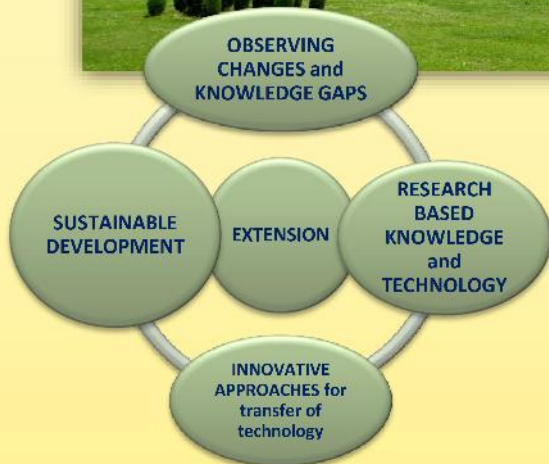 OBSERVING
CHANGES and
KNOWLEDGE GAPS
SUSTAINABLE
DEVELOPMENT
EXTENSION
RESEARCH
BASED
KNOWLEDGE
and
TECHNOLOGY
INNOVATIVE
APPROACHES for
transfer of
technology